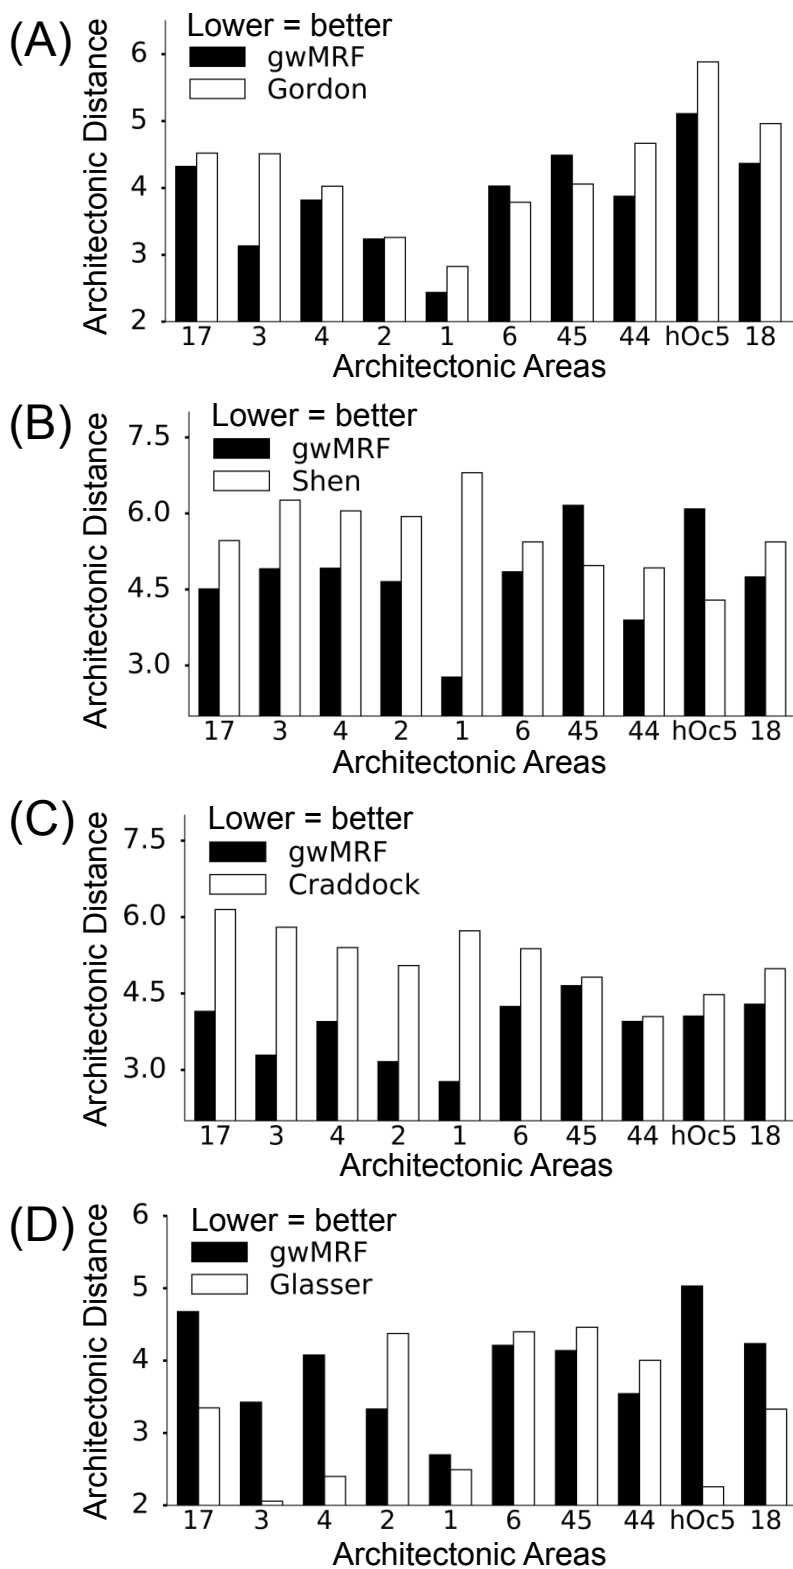 (A)
Lower = better
gwMRF
Gordon
Architectonic Distance
6
5
4
3
2
17 3 4 2 1 6 45 44 hOc5 18
Architectonic Areas
(B)
Lower = better
gwMRF
Shen
Architectonic Distance
7.5
6.0
4.5
3.0
17 3 4 2 1 6 45 44 hOc5 18
Architectonic Areas
(C)
Lower = better
gwMRF
Craddock
Architectonic Distance
7.5
6.0
4.5
3.0
17 3 4 2 1 6 45 44 hOc5 18
Architectonic Areas
(D)
Lower = better
gwMRF
Glasser
Architectonic Distance
6
5
4
3
2
17 3 4 2 1 6 45 44 hOc5 18
Architectonic Areas